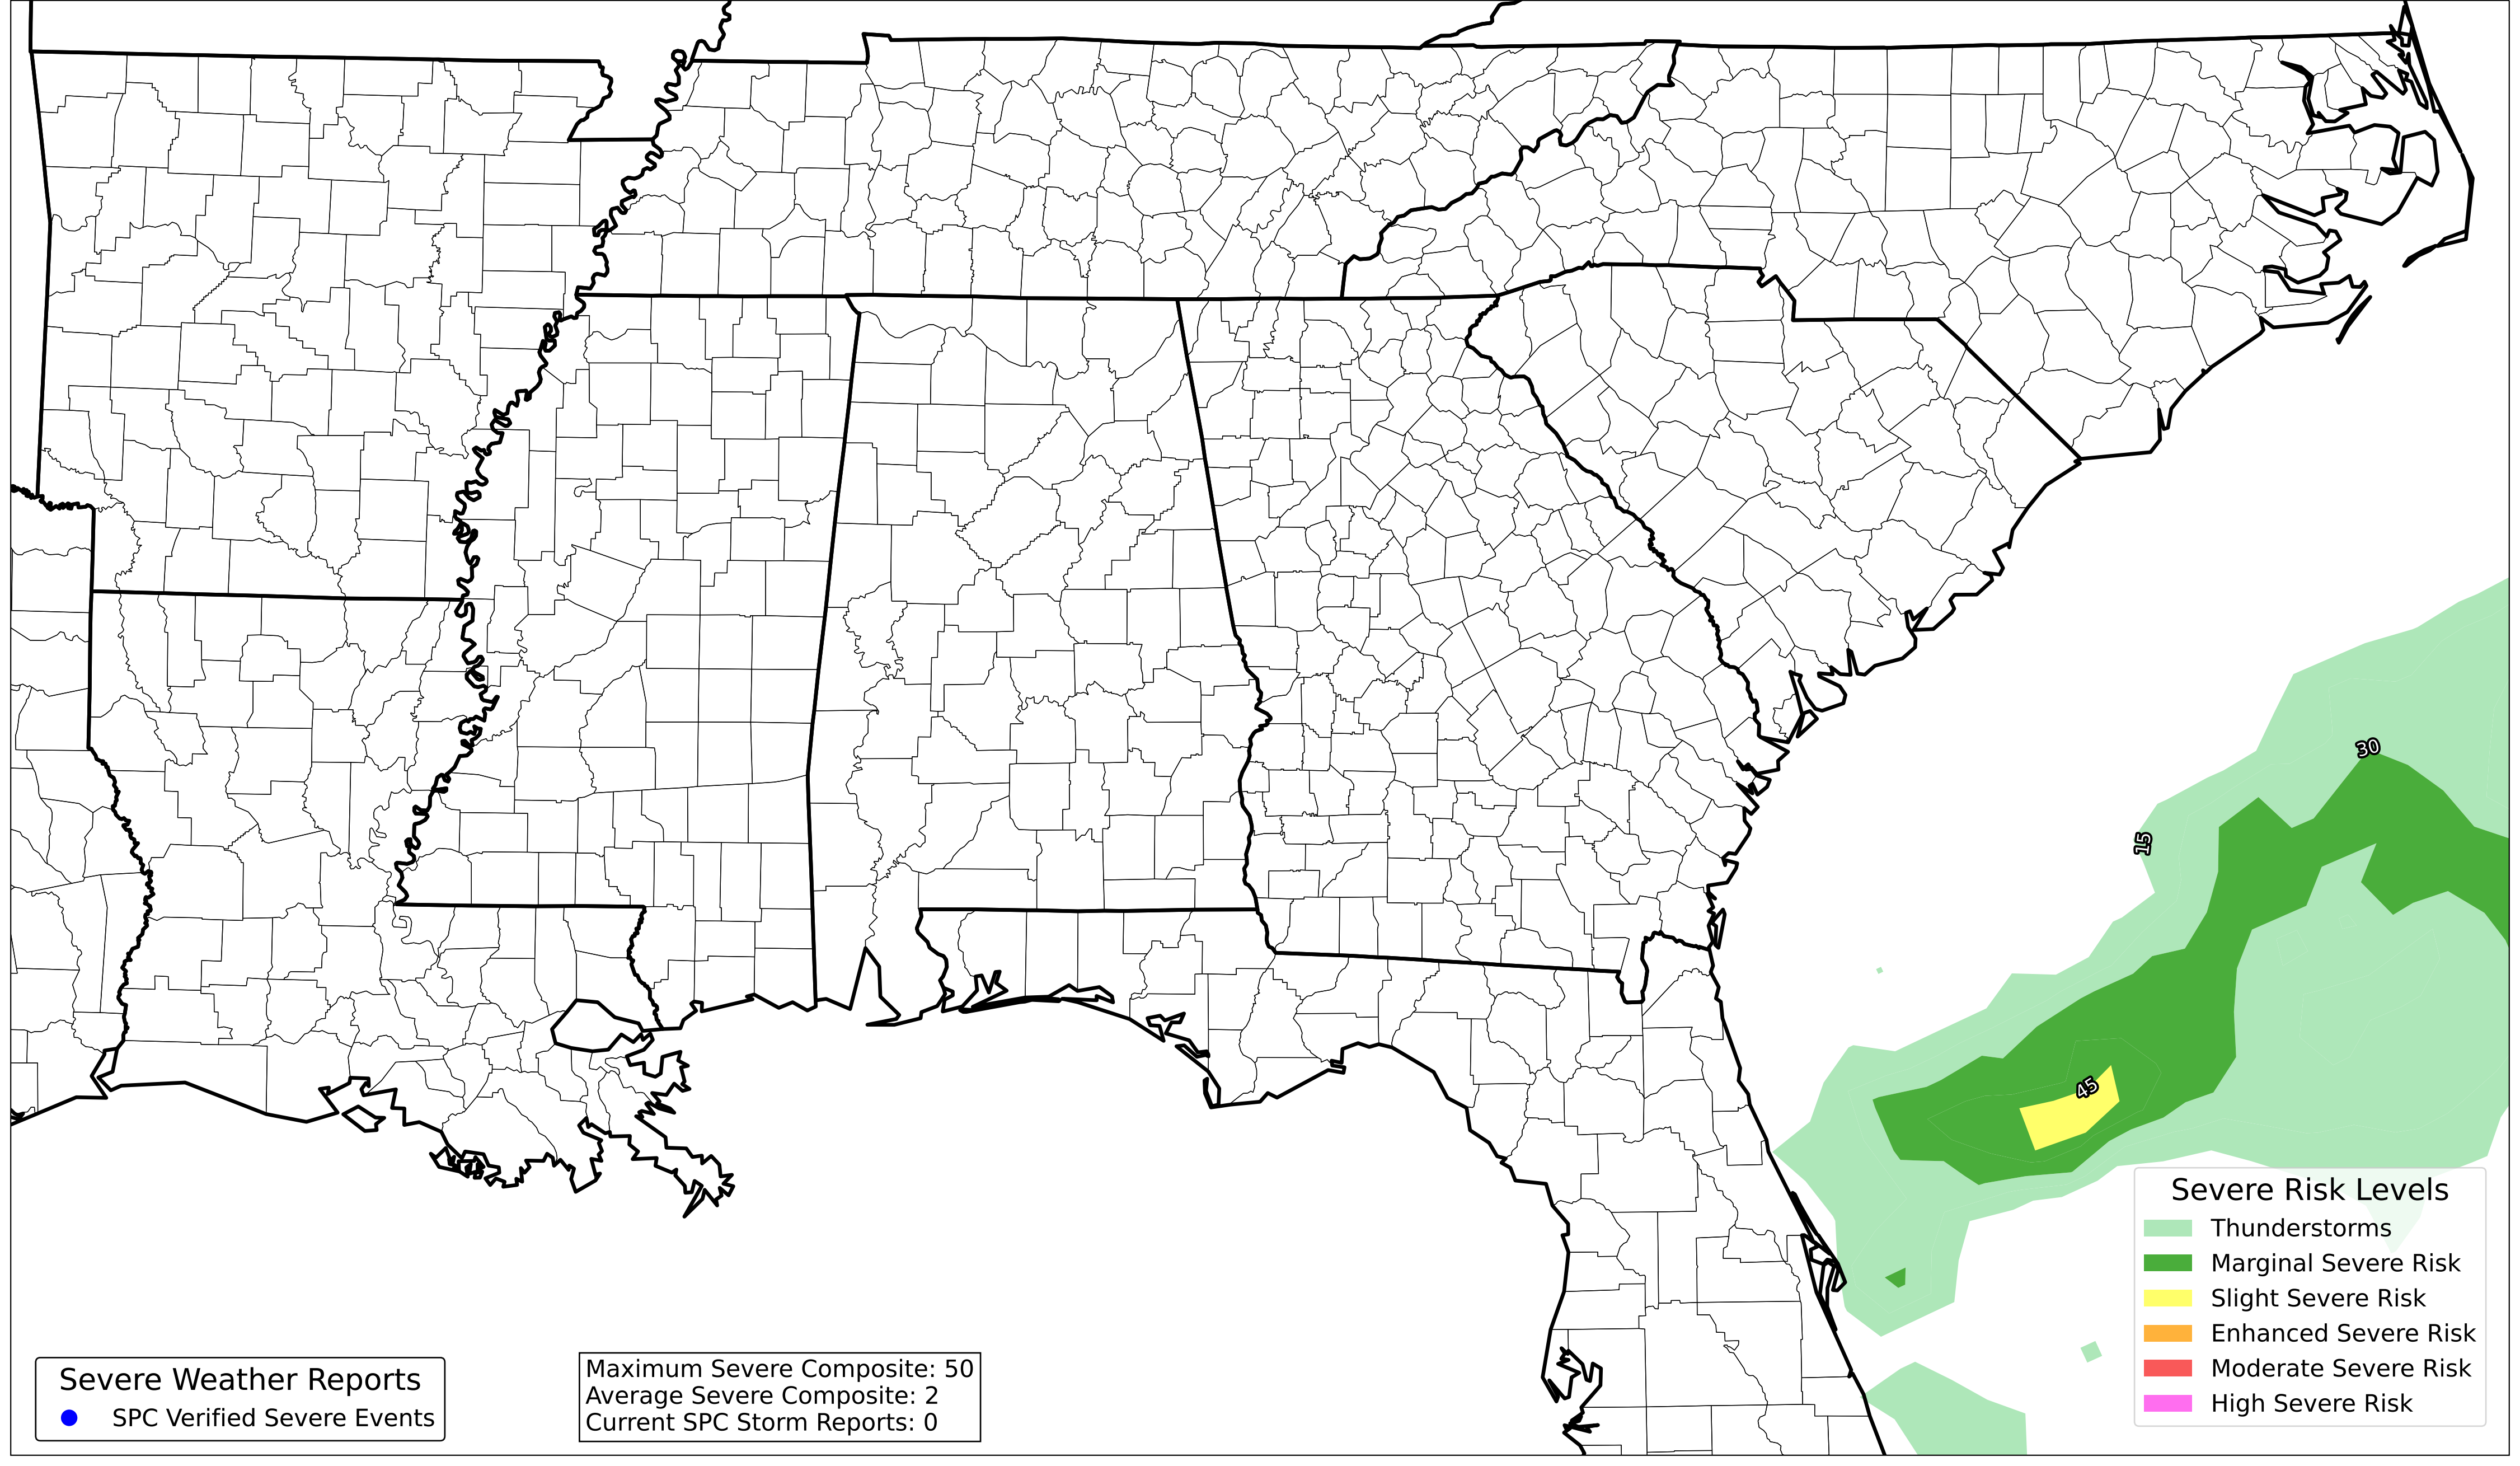 30
15
45
Severe Risk Levels
Thunderstorms
Marginal Severe Risk
Slight Severe Risk
Enhanced Severe Risk
Moderate Severe Risk
High Severe Risk
Severe Weather Reports
SPC Verified Severe Events
Maximum Severe Composite: 50
Average Severe Composite: 2
Current SPC Storm Reports: 0